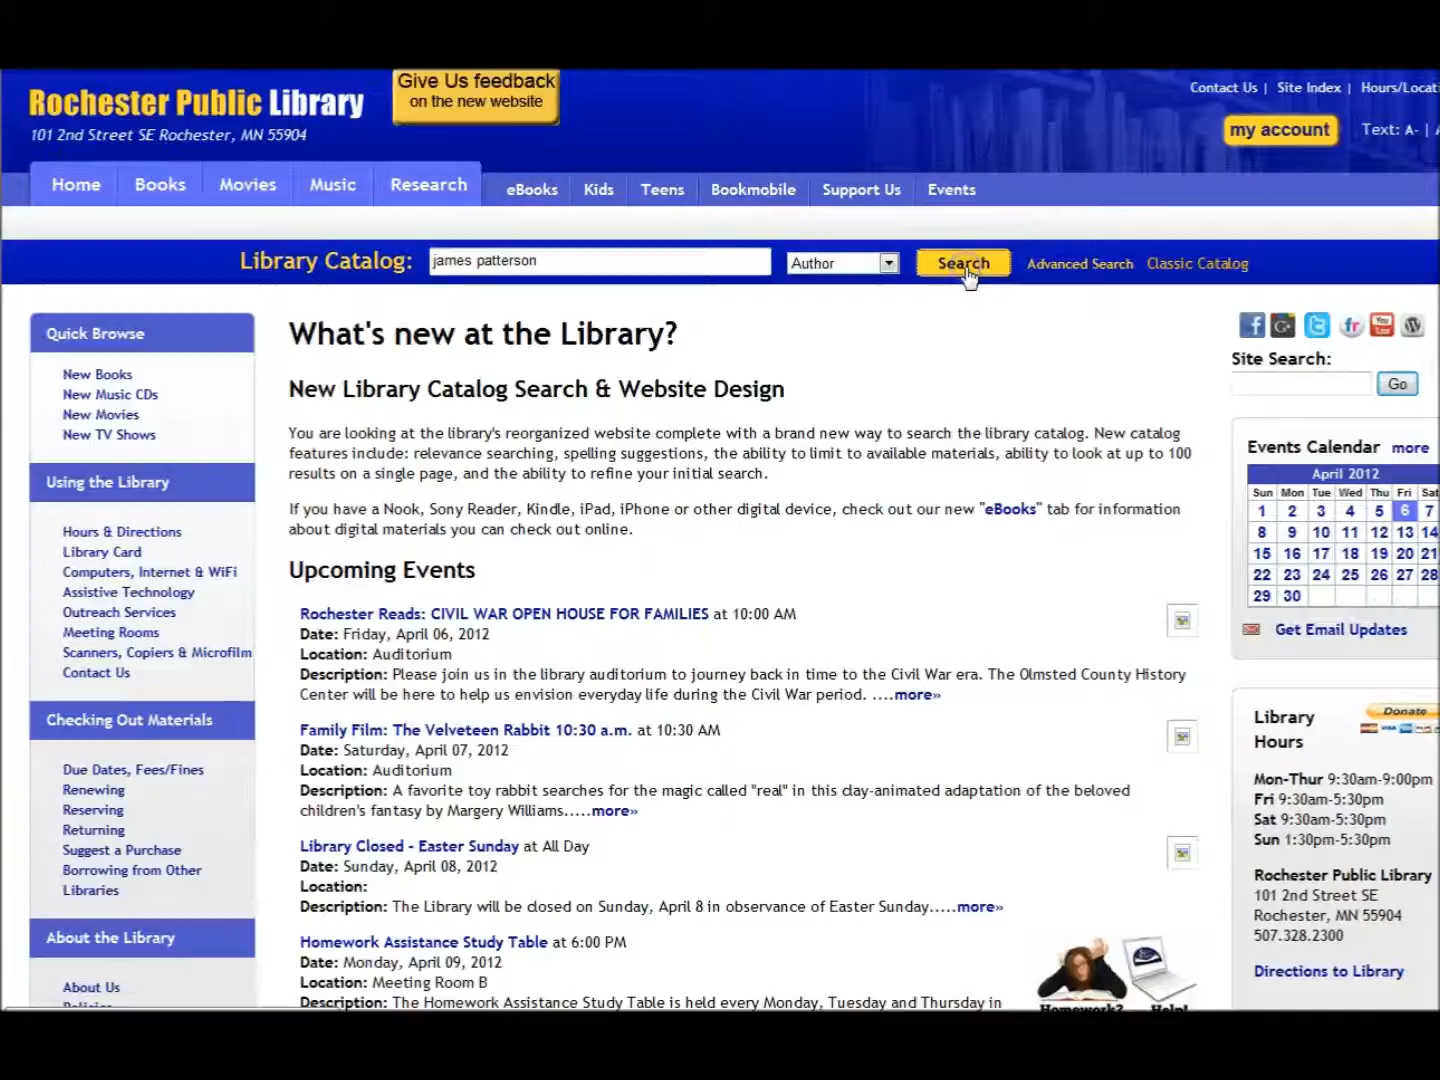 Give Us feedback
on the new website
Rochester Public Library
101 2nd Street SE Rochester, MN 55904
Contact Us | Site Index | Hours/Locati
my account
Text: A- |
Home Books Movies Music Research eBooks Kids Teens Bookmobile Support Us Events
Library Catalog: james patterson Author Search Advanced Search Classic Catalog
Quick Browse
New Books
New Music CDs
New Movies
New TV Shows
Using the Library
Hours & Directions
Library Card
Computers, Internet & WiFi
Assistive Technology
Outreach Services
Meeting Rooms
Scanners, Copiers & Microfilm
Contact Us
Checking Out Materials
Due Dates, Fees/Fines
Renewing
Reserving
Returning
Suggest a Purchase
Borrowing from Other
Libraries
About the Library
About Us
What's new at the Library?
New Library Catalog Search & Website Design
You are looking at the library's reorganized website complete with a brand new way to search the library catalog. New catalog
features include: relevance searching, spelling suggestions, the ability to limit to available materials, ability to look at up to 100
results on a single page, and the ability to refine your initial search.
If you have a Nook, Sony Reader, Kindle, iPad, iPhone or other digital device, check out our new "eBooks" tab for information
about digital materials you can check out online.
Upcoming Events
Rochester Reads: CIVIL WAR OPEN HOUSE FOR FAMILIES at 10:00 AM
Date: Friday, April 06, 2012
Location: Auditorium
Description: Please join us in the library auditorium to journey back in time to the Civil War era. The Olmsted County History
Center will be here to help us envision everyday life during the Civil War period. ....more»
Family Film: The Velveteen Rabbit 10:30 a.m. at 10:30 AM
Date: Saturday, April 07, 2012
Location: Auditorium
Description: A favorite toy rabbit searches for the magic called "real" in this clay-animated adaptation of the beloved
children's fantasy by Margery Williams.....more»
Library Closed - Easter Sunday at All Day
Date: Sunday, April 08, 2012
Location:
Description: The Library will be closed on Sunday, April 8 in observance of Easter Sunday.....more»
Homework Assistance Study Table at 6:00 PM
Date: Monday, April 09, 2012
Location: Meeting Room B
Description: The Homework Assistance Study Table is held every Monday, Tuesday and Thursday in
Homework? Help!
Site Search:
Go
Events Calendar more
April 2012
Sun Mon Tue Wed Thu Fri Sat
1 2 3 4 5 6 7
8 9 10 11 12 13 14
15 16 17 18 19 20 21
22 23 24 25 26 27 28
29 30
Get Email Updates
Library
Hours
Donate
Mon-Thur 9:30am-9:00pm
Fri 9:30am-5:30pm
Sat 9:30am-5:30pm
Sun 1:30pm-5:30pm
Rochester Public Library
101 2nd Street SE
Rochester, MN 55904
507.328.2300
Directions to Library